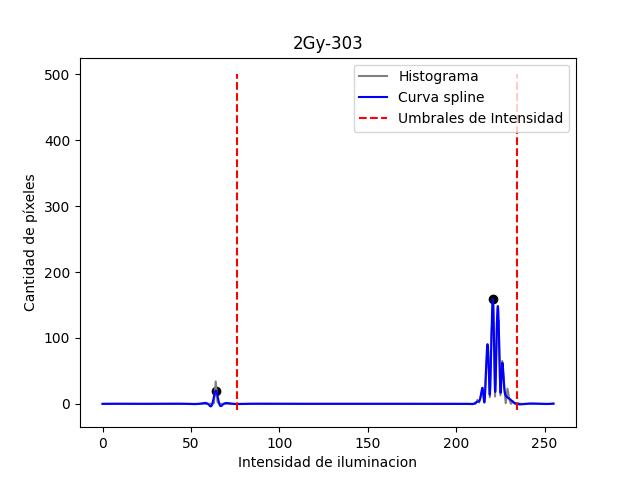 2Gy-303
500
400
300
200
100
0
Cantidad de píxeles
Histograma
Curva spline
Umbrales de Intensidad
0 50 100 150 200 250
Intensidad de iluminacion